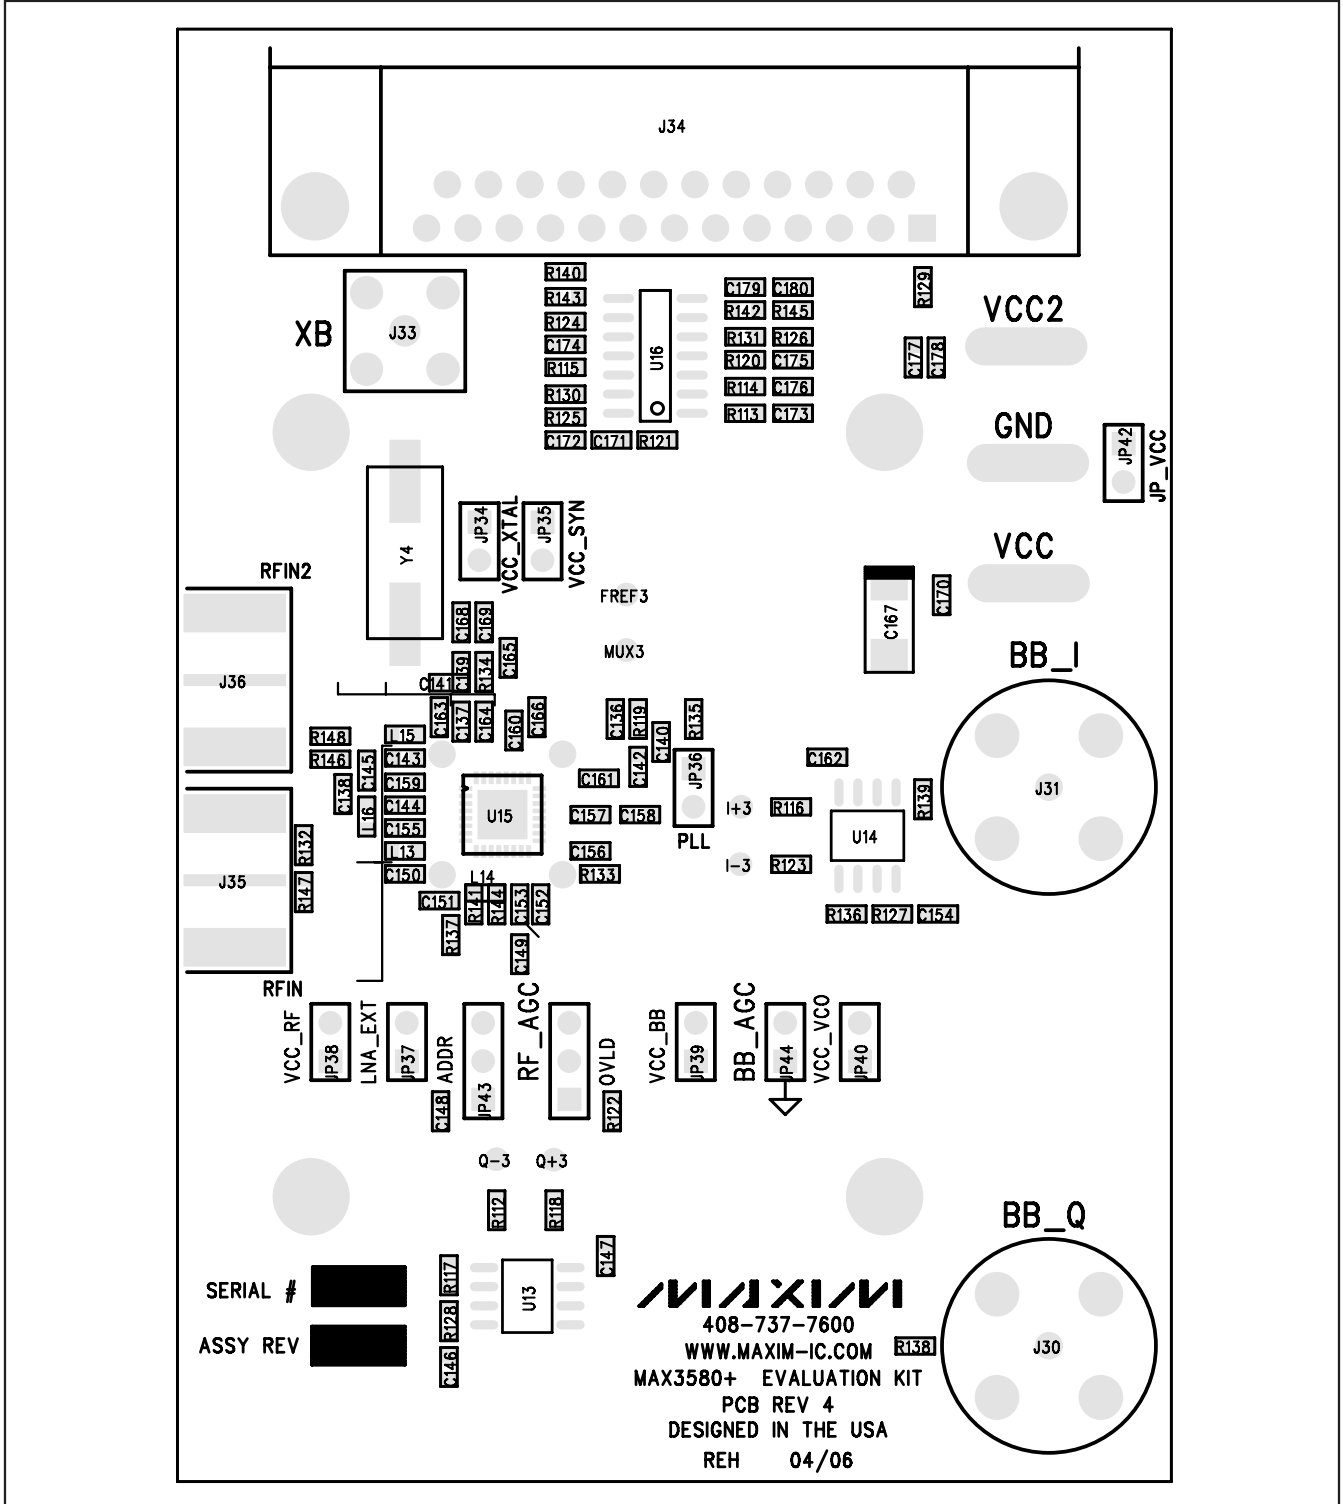 J34
XB
J33
R140
R143
R124
C174
R115
R130
R125
C172 C171 R121
U16
C179 C180
R142 R145
R131 R126
R120 C175
R114 C176
R113 C173
R129
C177
C178
VCC2
GND
JP42
JP_VCC
VCC
C170
C167
Y4
JP34
VCC_XTAL
JP35
VCC_SYN
FREF3
MUX3
RFIN2
J36
J35
RFIN
C168
C169
C139
R134
C165
C141
C163
C137
C164
C160
C166
R148
R146
C138
C145
L16
L15
C143
C159
C144
C155
L13
C150
R132
R147
U15
C136
R119
C140
R135
C142
C161
C157 C158
C156
R133
JP36
PLL
L14
C151
R141
R144
C153
C152
R137
C149
I+3
I-3
R116
R123
C162
U14
R139
R136 R127 C154
BB_I
J31
VCC_RF
JP38
LNA_EXT
JP37
ADDR
JP43
RF_AGC
OVLD
VCC_BB
JP39
BB_AGC
JP44
VCC_VCO
JP40
C148
R122
Q-3 Q+3
R112
R118
C147
R117
R128
C146
U13
SERIAL #
ASSY REV
MAXIM
408-737-7600
WWW.MAXIM-IC.COM
MAX3580+ EVALUATION KIT
PCB REV 4
DESIGNED IN THE USA
REH 04/06
R138
BB_Q
J30